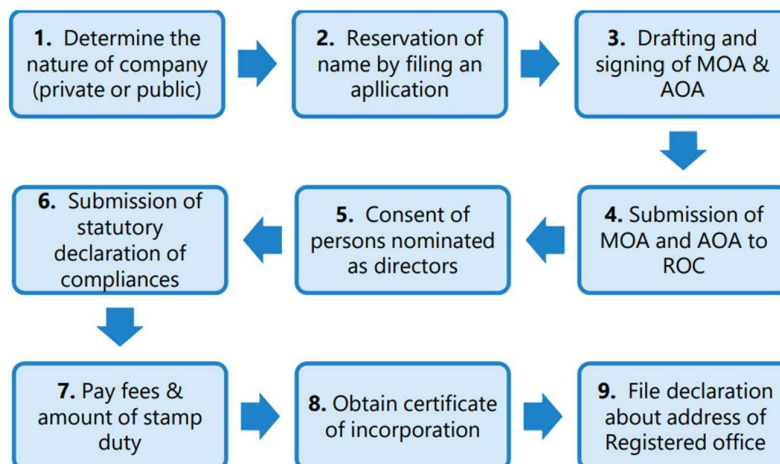 1. Determine the
nature of company
(private or public)
2. Reservation of
name by filing an
apllication
3. Drafting and
signing of MOA &
AOA
4. Submission of
MOA and AOA to
ROC
5. Consent of
persons nominated
as directors
6. Submission of
statutory
declaration of
compliances
7. Pay fees &
amount of stamp
duty
8. Obtain certificate
of incorporation
9. File declaration
about address of
Registered office